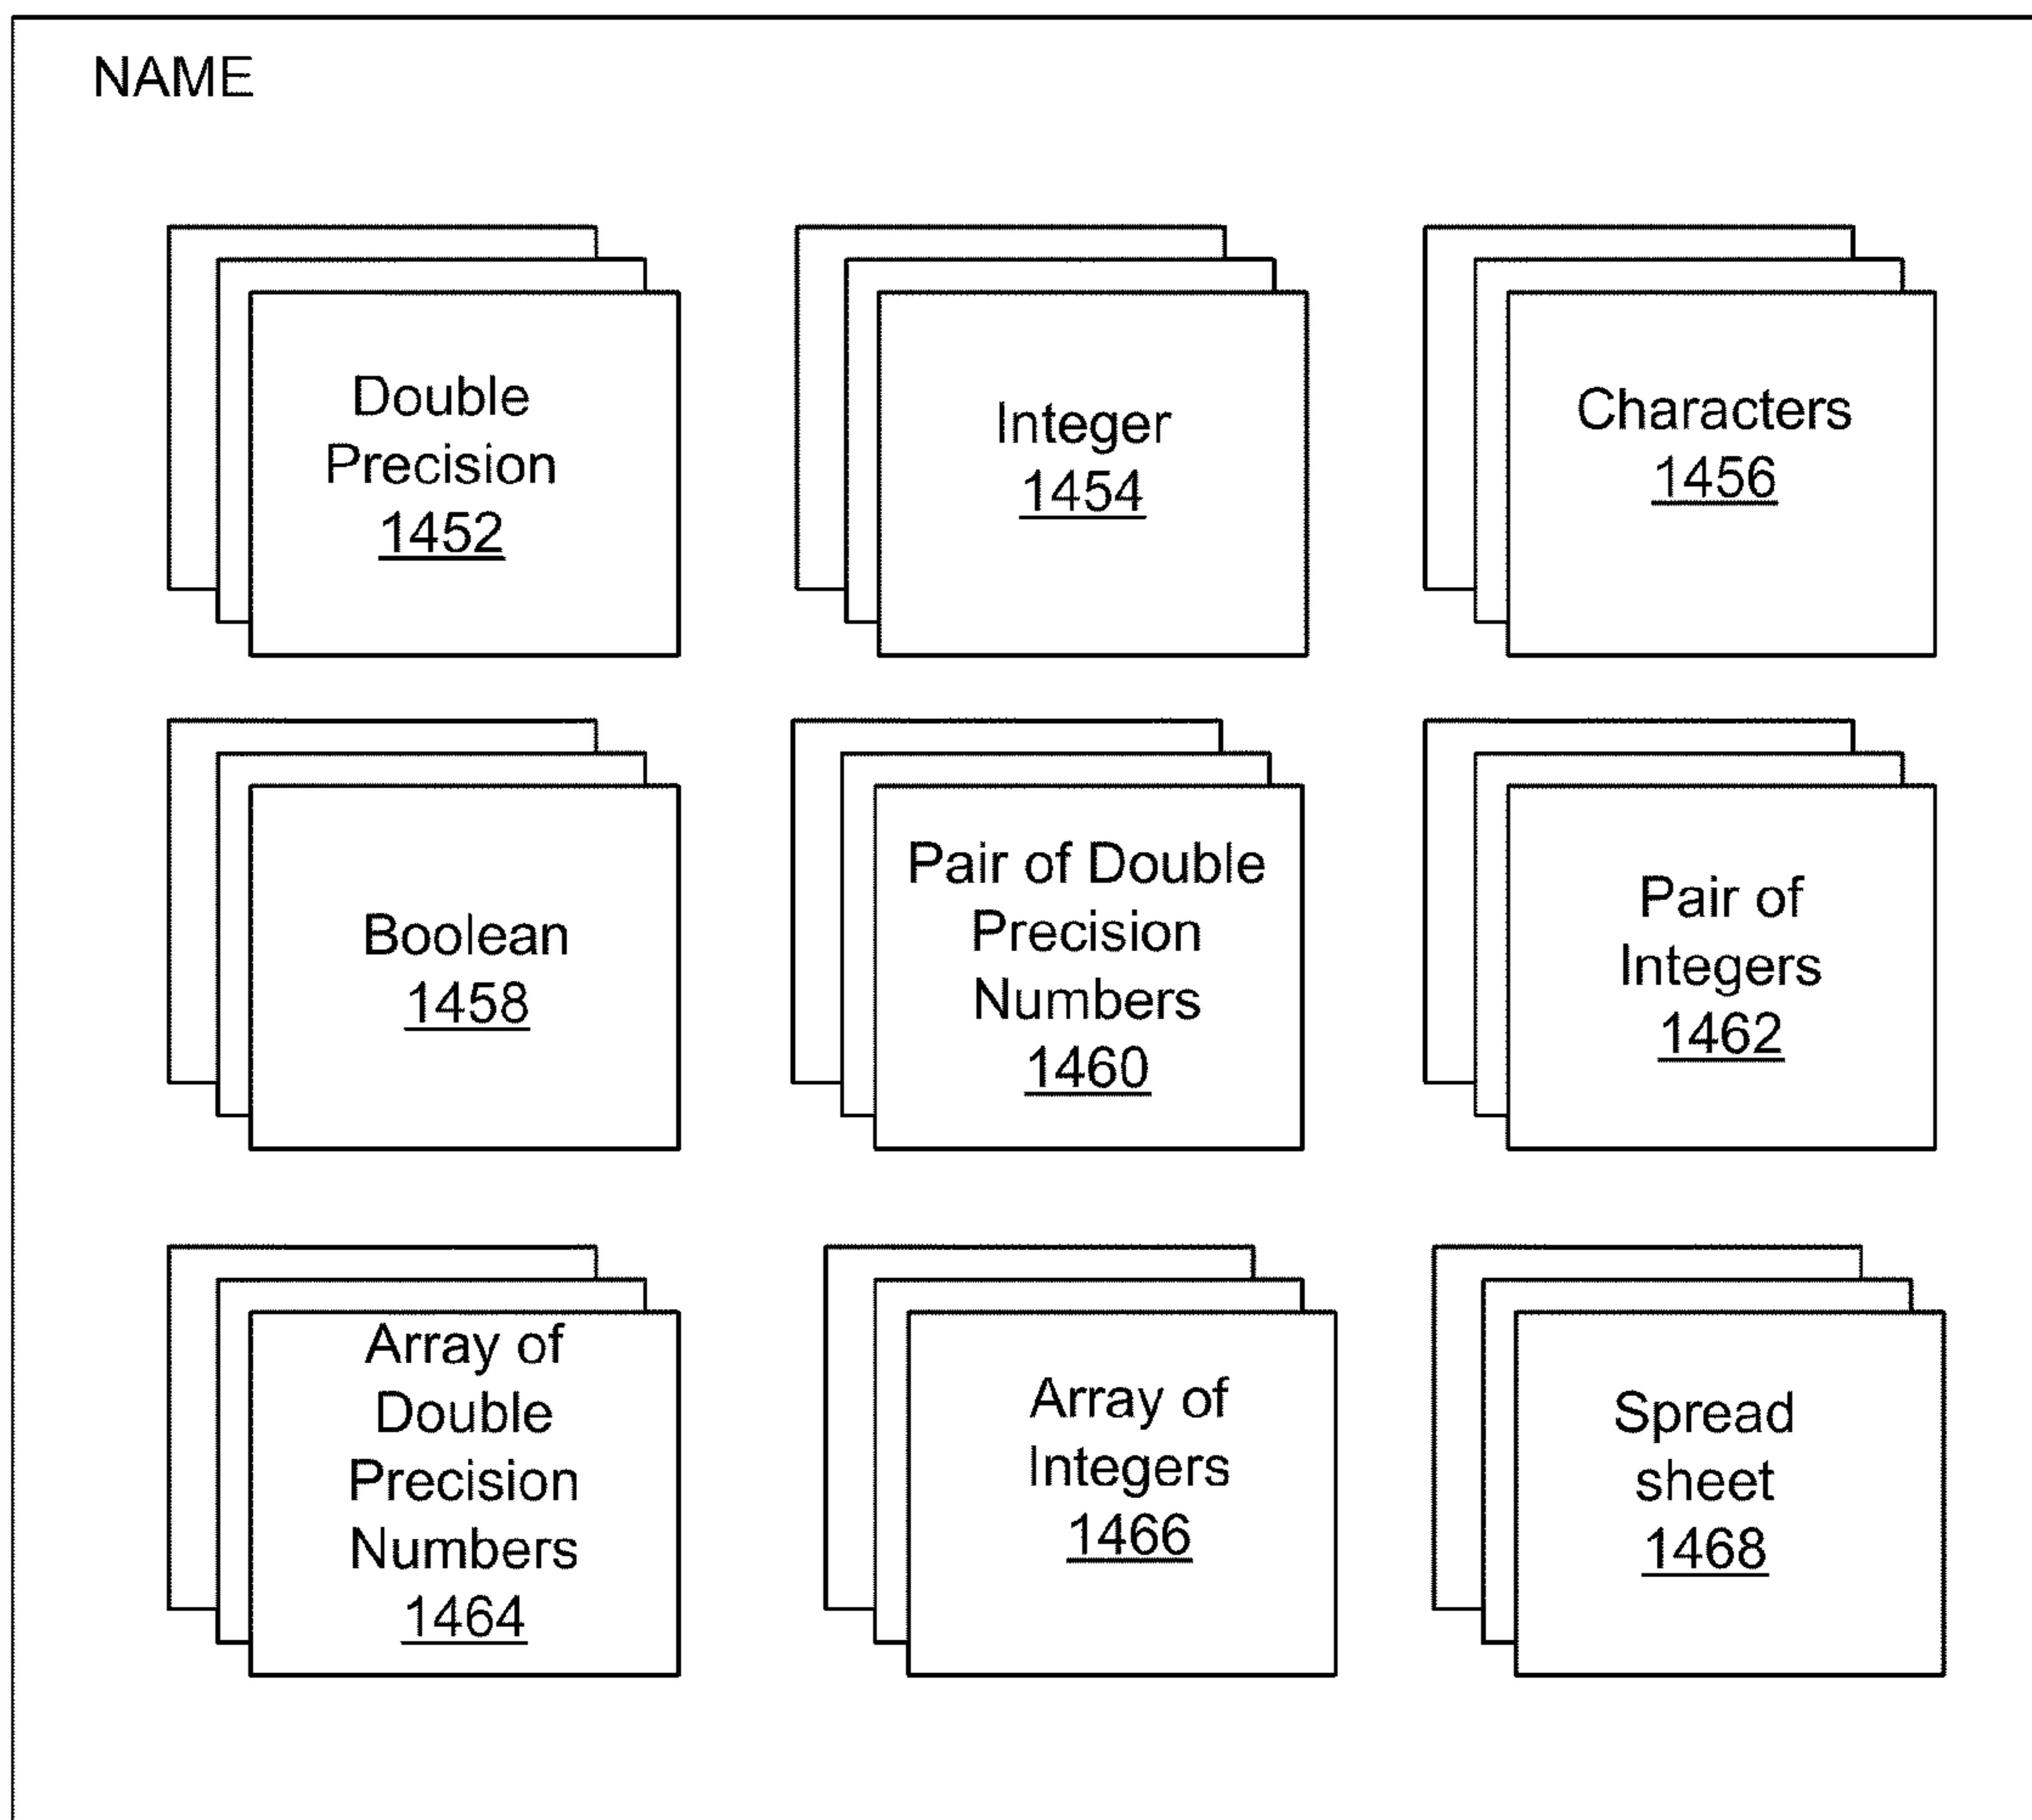 NAME
Double
Precision
1452
Integer
1454
Characters
1456
Boolean
1458
Pair of Double
Precision
Numbers
1460
Pair of
Integers
1462
Array of
Double
Precision
Numbers
1464
Array of
Integers
1466
Spread
sheet
1468